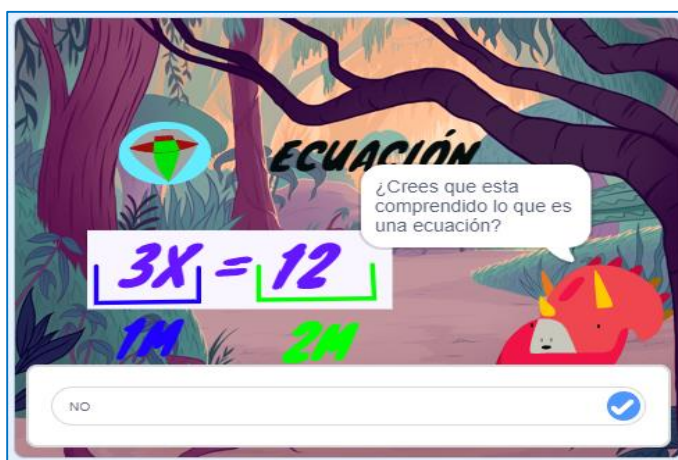 ECUACIÓN
¿Crees que esta
comprendido lo que es
una ecuación?
3X = 12
1M 2M
NO